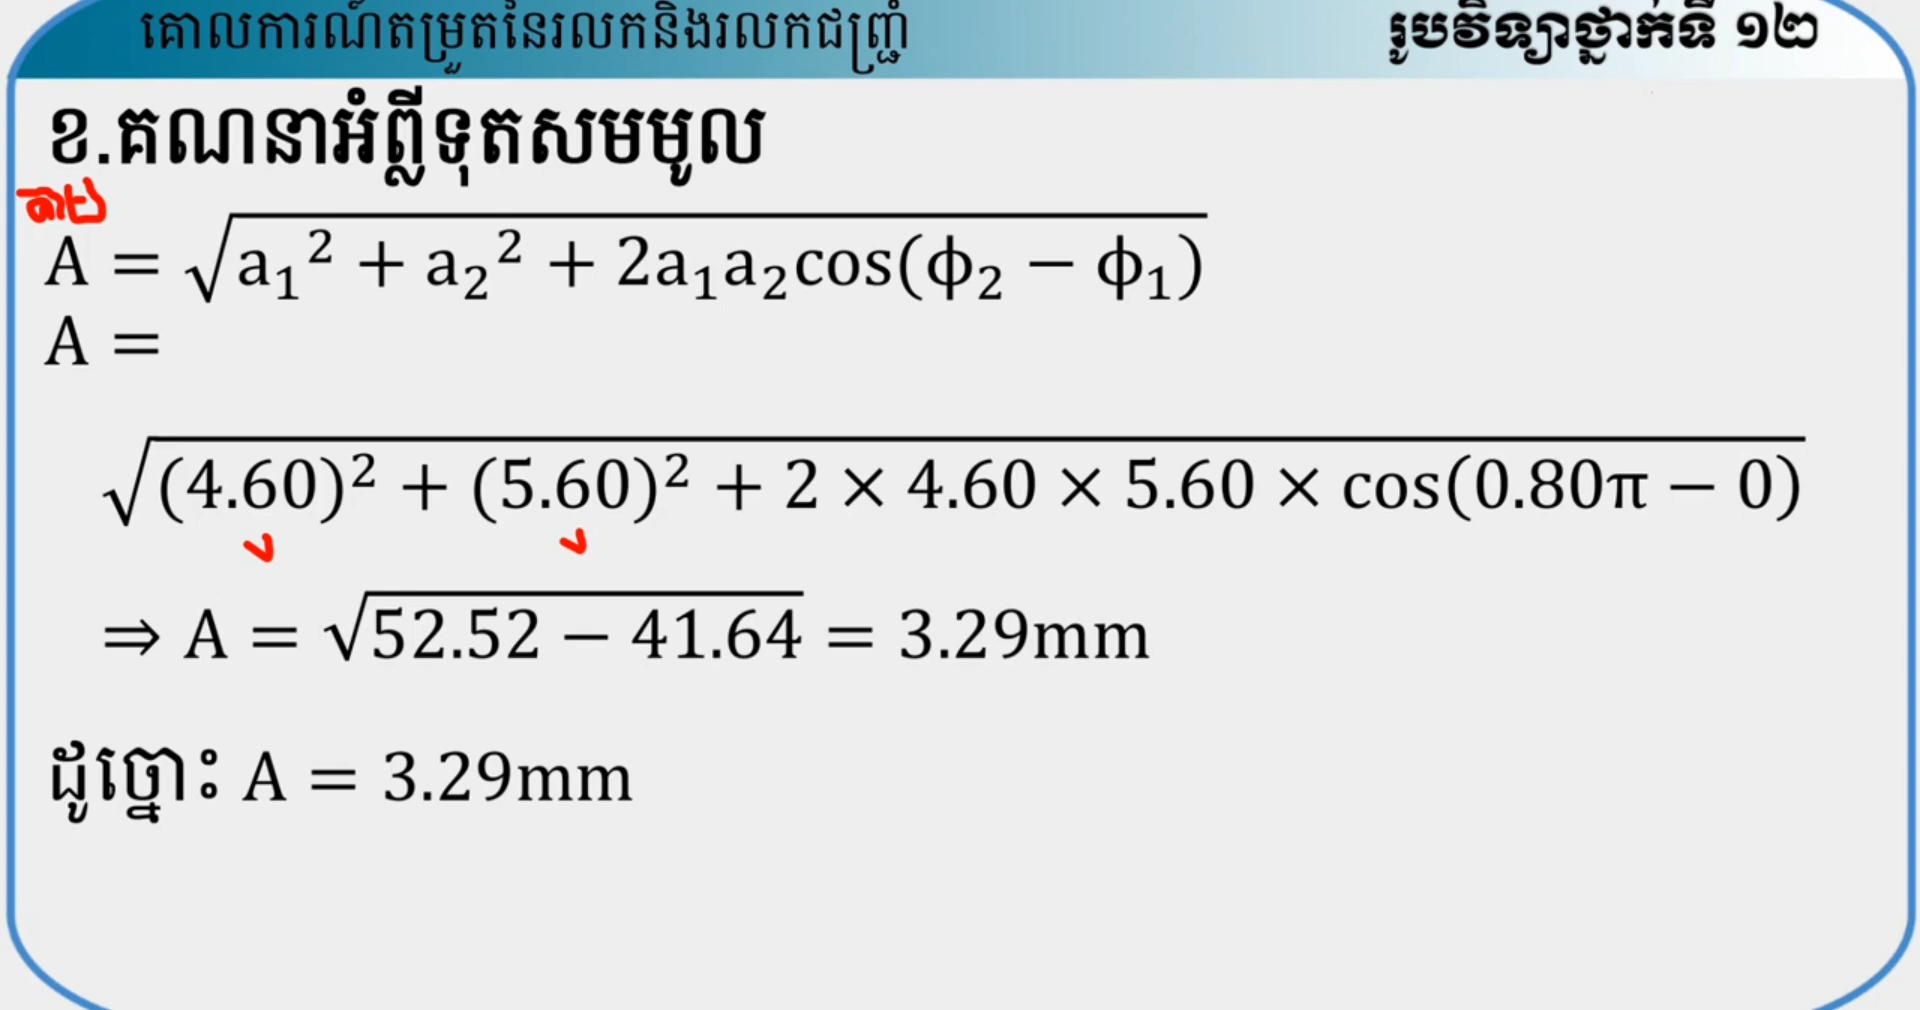 គោលការណ៍តម្រួតនៃរលកនិងរលកជញ្ជ្រំ
រូបវិទ្យាថ្នាក់ទី ១២
ខ.គណនាអំព្លីទុតសមមូល
តាម
A = √a₁² + a₂² + 2a₁a₂cos(ϕ₂ − ϕ₁)
A =
√(4.60)² + (5.60)² + 2 × 4.60 × 5.60 × cos(0.80π − 0)
⇒ A = √52.52 − 41.64 = 3.29mm
ដូច្នោះ A = 3.29mm